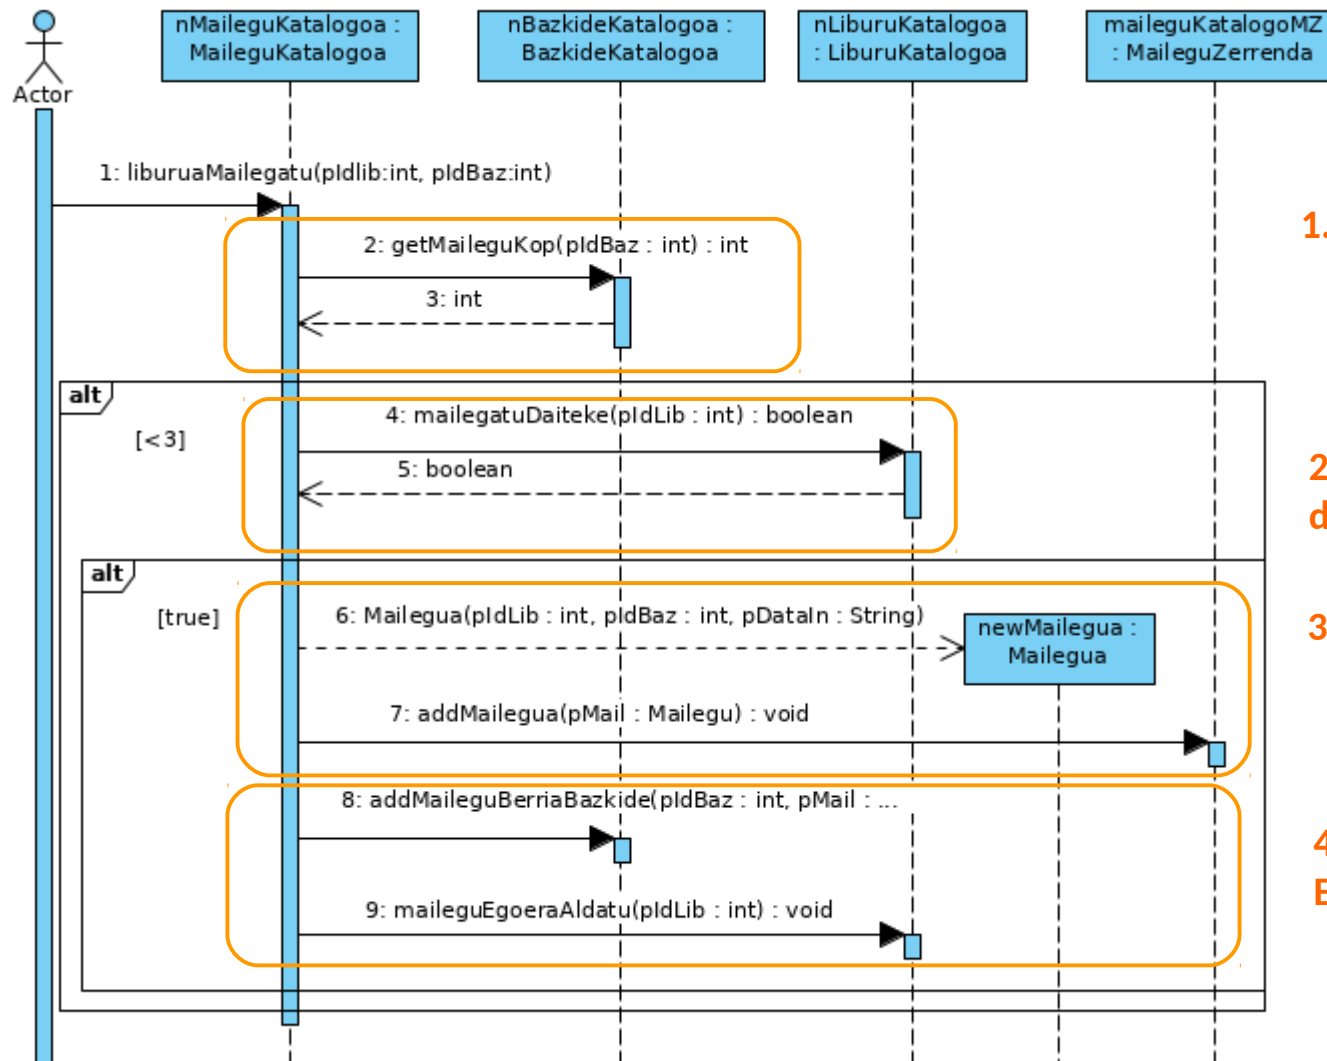 nMaileguKatalogoa :
MaileguKatalogoa
nBazkideKatalogoa :
BazkideKatalogoa
nLiburuKatalogoa
: LiburuKatalogoa
maileguKatalogoMZ
: MaileguZerrenda
Actor
1: liburuaMailegatu(pIdlib:int, pIdBaz:int)
1.
2: getMaileguKop(pIdBaz : int) : int
3: int
alt
[<3]
4: mailegatuDaiteke(pIdLib : int) : boolean
5: boolean
2
d
alt
[true]
6: Mailegua(pIdLib : int, pIdBaz : int, pDataIn : String)
newMailegua :
Mailegua
3
7: addMailegua(pMail : Mailegu) : void
8: addMaileguBerriaBazkide(pIdBaz : int, pMail : ...
4
E
9: maileguEgoeraAldatu(pIdLib : int) : void